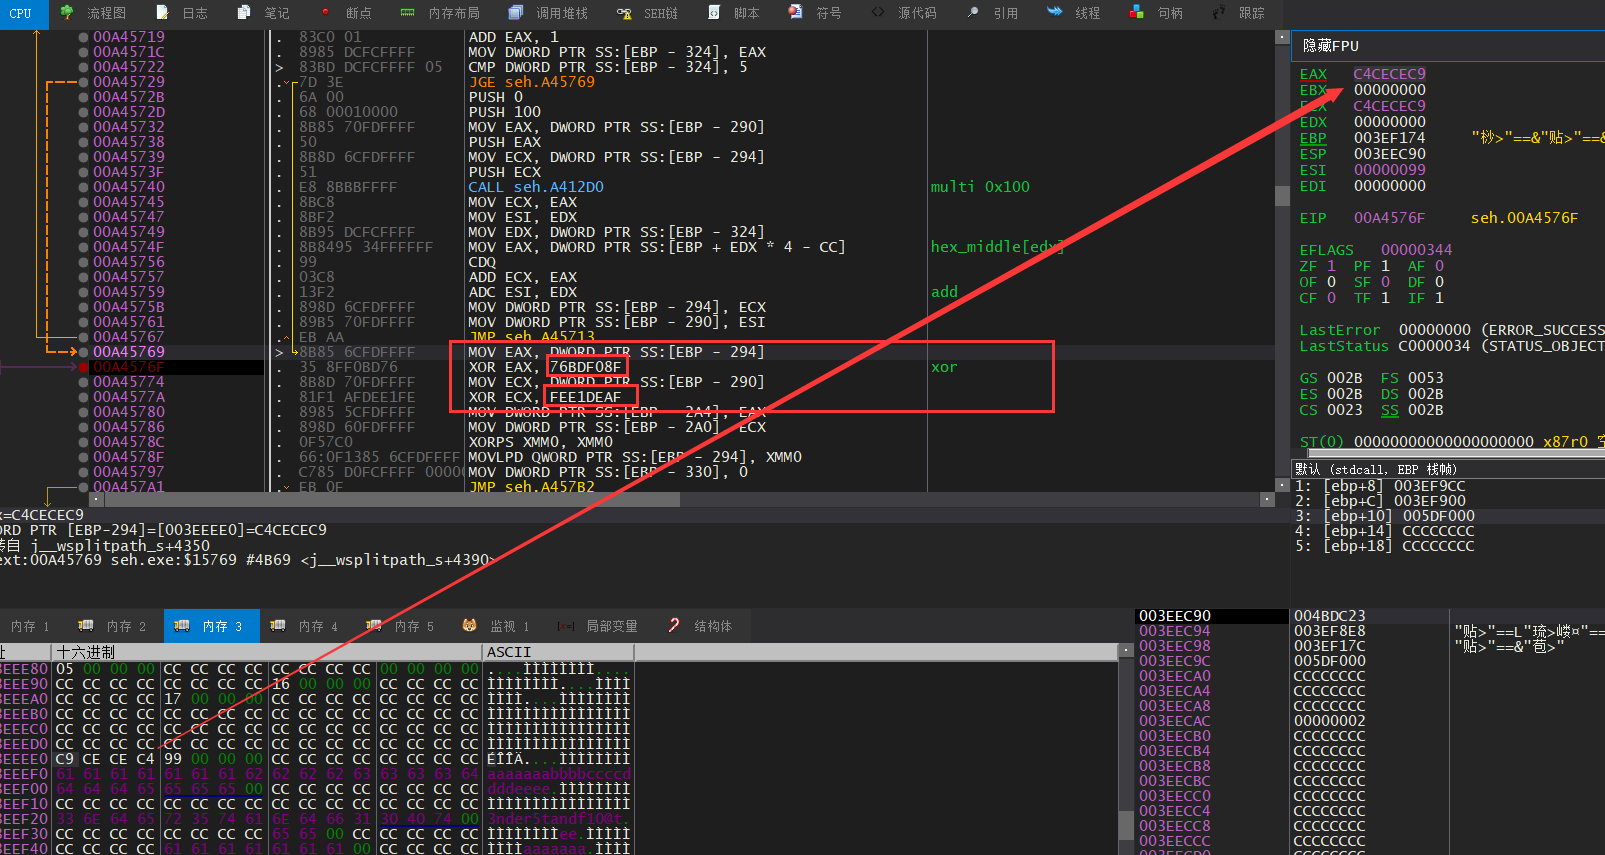 CPU 流程图 日志 笔记 断点 内存布局 调用堆栈 SEH链 脚本 符号 源代码 引用 线程 句柄 跟踪
00A45719 . 83C0 01 ADD EAX, 1
00A4571C . 8985 DCFCFFFF MOV DWORD PTR SS:[EBP - 324], EAX
00A45722 > 83BD DCFCFFFF 05 CMP DWORD PTR SS:[EBP - 324], 5
00A45729 . 7D 3E JGE seh.A45769
00A4572B . 6A 00 PUSH 0
00A4572D . 68 00010000 PUSH 100
00A45732 . 8B85 70FDFFFF MOV EAX, DWORD PTR SS:[EBP - 290]
00A45738 . 50 PUSH EAX
00A45739 . 8B8D 6CFDFFFF MOV ECX, DWORD PTR SS:[EBP - 294]
00A4573F . 51 PUSH ECX
00A45740 . E8 8BBBFFFF CALL seh.A412D0 multi 0x100
00A45745 . 8BC8 MOV ECX, EAX
00A45747 . 8BF2 MOV ESI, EDX
00A45749 . 8B95 DCFCFFFF MOV EDX, DWORD PTR SS:[EBP - 324]
00A4574F . 8B8495 34FFFFFF MOV EAX, DWORD PTR SS:[EBP + EDX * 4 - CC] hex_middle[edx]
00A45756 . 99 CDQ
00A45757 . 03C8 ADD ECX, EAX
00A45759 . 13F2 ADC ESI, EDX add
00A4575B . 898D 6CFDFFFF MOV DWORD PTR SS:[EBP - 294], ECX
00A45761 . 89B5 70FDFFFF MOV DWORD PTR SS:[EBP - 290], ESI
00A45767 . EB AA JMP seh.A45713
00A45769 > 8B85 6CFDFFFF MOV EAX, DWORD PTR SS:[EBP - 294]
00A4576F . 35 8FF0BD76 XOR EAX, 76BDF08F xor
00A45774 . 8B8D 70FDFFFF MOV ECX, DWORD PTR SS:[EBP - 290]
00A4577A . 81F1 AFDEE1FE XOR ECX, FEE1DEAF
00A45780 . 8985 5CFDFFFF MOV DWORD PTR SS:[EBP - 2A4], EAX
00A45786 . 898D 60FDFFFF MOV DWORD PTR SS:[EBP - 2A0], ECX
00A4578C . 0F57C0 XORPS XMM0, XMM0
00A4578F . 66:0F1385 6CFDFFFF MOVLPD QWORD PTR SS:[EBP - 294], XMM0
00A45797 . C785 D0FCFFFF 00000 MOV DWORD PTR SS:[EBP - 330], 0
00A457A1 . EB 0F JMP seh.A457B2
隐藏FPU
EAX C4CECEC9
EBX 00000000
ECX C4CECEC9
EDX 00000000
EBP 003EF174
ESP 003EEC90
ESI 00000099
EDI 00000000
EIP 00A4576F seh.00A4576F
EFLAGS 00000344
ZF 1 PF 1 AF 0
OF 0 SF 0 DF 0
CF 0 TF 1 IF 1
LastError 00000000 (ERROR_SUCCESS
LastStatus C0000034 (STATUS_OBJECT
GS 002B FS 0053
ES 002B DS 002B
CS 0023 SS 002B
ST(0) 00000000000000000000 x87r0 空
默认 (stdcall, EBP 栈帧)
1: [ebp+8] 003EF9CC
2: [ebp+C] 003EF900
3: [ebp+10] 005DF000
4: [ebp+14] CCCCCCCC
5: [ebp+18] CCCCCCCC
x=C4CECEC9
ORD PTR [EBP-294]=[003EEEE0]=C4CECEC9
转自 j__wsplitpath_s+4350
ext:00A45769 seh.exe:$15769 #4B69 <j__wsplitpath_s+4390>
内存 1 内存 2 内存 3 内存 4 内存 5 监视 1 局部变量 结构体
址 十六进制 ASCII
3EEE80 05 00 00 00 CC CC CC CC CC CC CC CC 00 00 00 00 ....ÌÌÌÌÌÌÌÌ....
3EEE90 CC CC CC CC CC CC CC CC 16 00 00 00 CC CC CC CC ÌÌÌÌÌÌÌÌ....ÌÌÌÌ
3EEEA0 CC CC CC CC 17 00 00 00 CC CC CC CC CC CC CC CC ÌÌÌÌ....ÌÌÌÌÌÌÌÌ
3EEEB0 CC CC CC CC CC CC CC CC CC CC CC CC CC CC CC CC ÌÌÌÌÌÌÌÌÌÌÌÌÌÌÌÌ
3EEEC0 CC CC CC CC CC CC CC CC CC CC CC CC CC CC CC CC ÌÌÌÌÌÌÌÌÌÌÌÌÌÌÌÌ
3EEED0 CC CC CC CC CC CC CC CC CC CC CC CC CC CC CC CC ÌÌÌÌÌÌÌÌÌÌÌÌÌÌÌÌ
3EEEE0 C9 CE CE C4 99 00 00 00 CC CC CC CC CC CC CC CC ÉÎÎÄ....ÌÌÌÌÌÌÌÌ
3EEEF0 61 61 61 61 61 61 61 62 62 62 62 63 63 63 63 64 aaaaaaabbbbccccd
3EEF00 64 64 64 65 65 65 65 00 CC CC CC CC CC CC CC CC dddeeee.ÌÌÌÌÌÌÌÌ
3EEF10 CC CC CC CC CC CC CC CC CC CC CC CC CC CC CC CC ÌÌÌÌÌÌÌÌÌÌÌÌÌÌÌÌ
3EEF20 33 6E 64 65 72 35 74 61 6E 64 66 31 30 40 74 00 3nder5tandf10@t.
3EEF30 CC CC CC CC CC CC CC CC 65 65 00 CC CC CC CC CC ÌÌÌÌÌÌÌÌee.ÌÌÌÌÌ
3EEF40 CC CC CC CC 61 61 61 61 61 61 61 00 CC CC CC CC ÌÌÌÌaaaaaaa.ÌÌÌÌ
003EEC90 004BDC23
003EEC94 003EF8E8
003EEC98 003EF17C
003EEC9C 005DF000
003EECA0 CCCCCCCC
003EECA4 CCCCCCCC
003EECA8 CCCCCCCC
003EECAC 00000002
003EECB0 CCCCCCCC
003EECB4 CCCCCCCC
003EECB8 CCCCCCCC
003EECBC CCCCCCCC
003EECC0 CCCCCCCC
003EECC4 CCCCCCCC
003EECC8 CCCCCCCC
003EECCC CCCCCCCC
003EECD0 CCCCCCCC